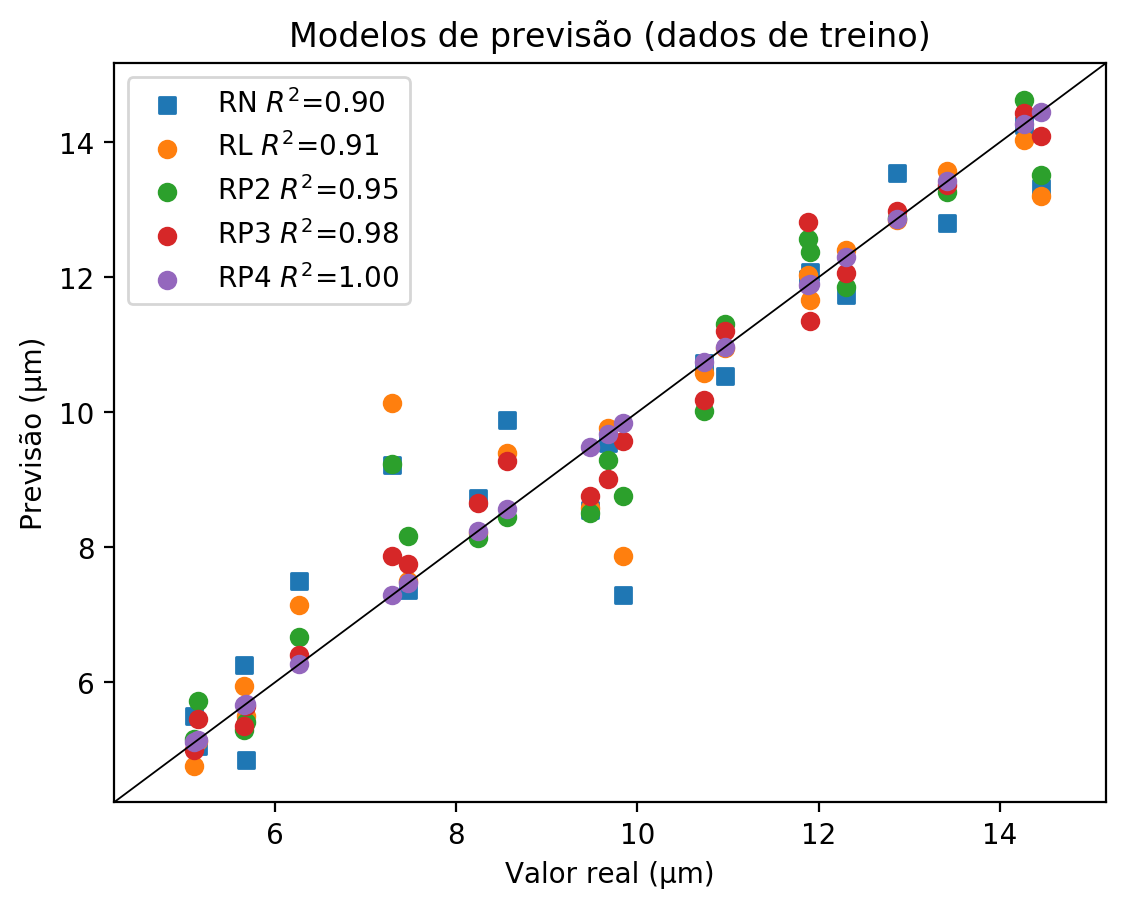 Modelos de previsão (dados de treino)
RN R²=0.90
RL R²=0.91
RP2 R²=0.95
RP3 R²=0.98
RP4 R²=1.00
14
12
10
8
6
Previsão (µm)
6 8 10 12 14
Valor real (µm)